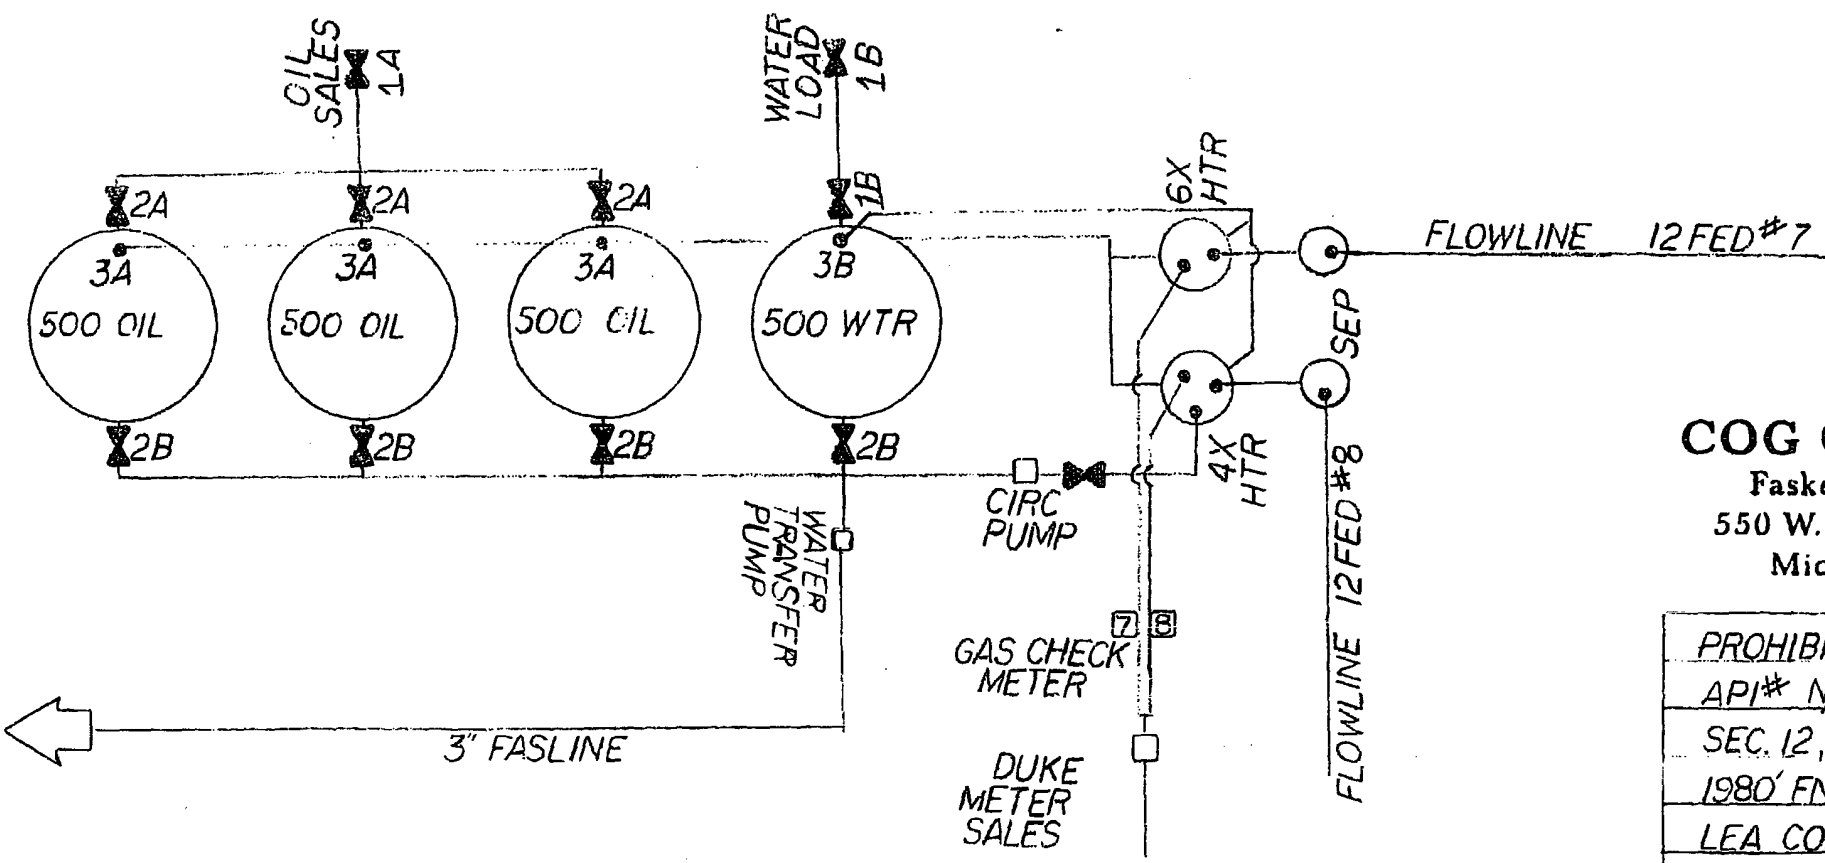 OIL
SALES
1A
WATER
LOAD
1B
2A
2A
2A
1B
6X
HTR
FLOWLINE 12 FED #7
3A
3A
3A
3B
500 OIL
500 OIL
500 OIL
500 WTR
SEP
2B
2B
2B
2B
4X
HTR
CIRC
PUMP
WATER
TRANSFER
PUMP
FLOWLINE 12 FED #8
7
8
GAS CHECK
METER
3" FASLINE
DUKE
METER
SALES
COG
Faske
550 W.
Mid
PROHIB
API#
SEC. 12,
1980' FN
LEA CO